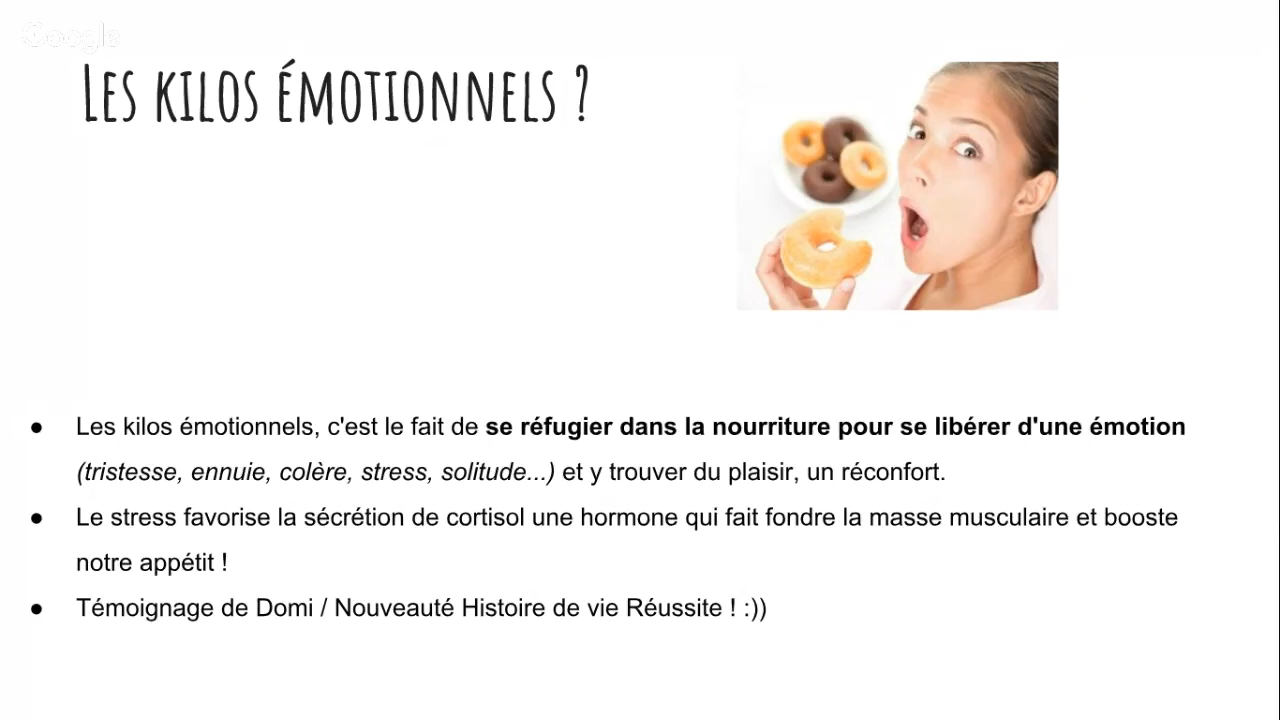 Google
Les kilos émotionnels ?
● Les kilos émotionnels, c'est le fait de se réfugier dans la nourriture pour se libérer d'une émotion
(tristesse, ennuie, colère, stress, solitude...) et y trouver du plaisir, un réconfort.
● Le stress favorise la sécrétion de cortisol une hormone qui fait fondre la masse musculaire et booste
notre appétit !
● Témoignage de Domi / Nouveauté Histoire de vie Réussite ! :))